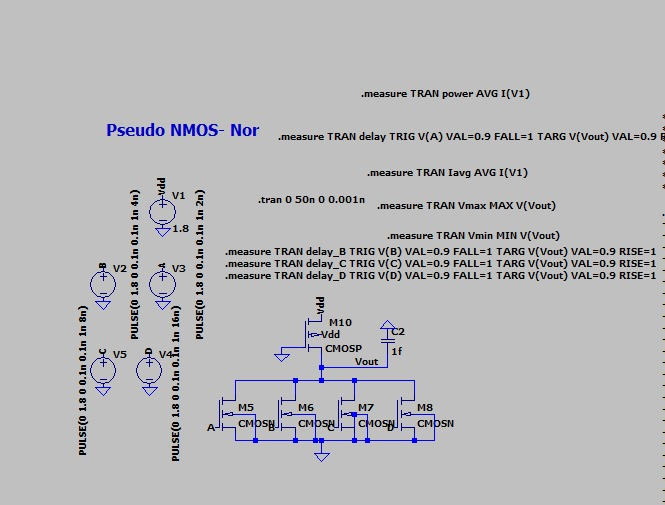 .measure TRAN power AVG I(V1)
Pseudo NMOS- Nor
.measure TRAN delay TRIG V(A) VAL=0.9 FALL=1 TARG V(Vout) VAL=0.9
.measure TRAN Iavg AVG I(V1)
.tran 0 50n 0 0.001n
.measure TRAN Vmax MAX V(Vout)
.measure TRAN Vmin MIN V(Vout)
.measure TRAN delay_B TRIG V(B) VAL=0.9 FALL=1 TARG V(Vout) VAL=0.9 RISE=1
.measure TRAN delay_C TRIG V(C) VAL=0.9 FALL=1 TARG V(Vout) VAL=0.9 RISE=1
.measure TRAN delay_D TRIG V(D) VAL=0.9 FALL=1 TARG V(Vout) VAL=0.9 RISE=1
Vdd
V1
1.8
PULSE(0 1.8 0 0.1n 0.1n 1n 4n)
PULSE(0 1.8 0 0.1n 0.1n 1n 2n)
B
V2
A
V3
C
V5
D
V4
PULSE(0 1.8 0 0.1n 0.1n 1n 8n)
PULSE(0 1.8 0 0.1n 0.1n 1n 16n)
Vdd
M10
Vdd
CMOSP
C2
1f
Vout
M5
CMOSN
A
M6
CMOSN
B
M7
CMOSN
C
M8
CMOSN
D